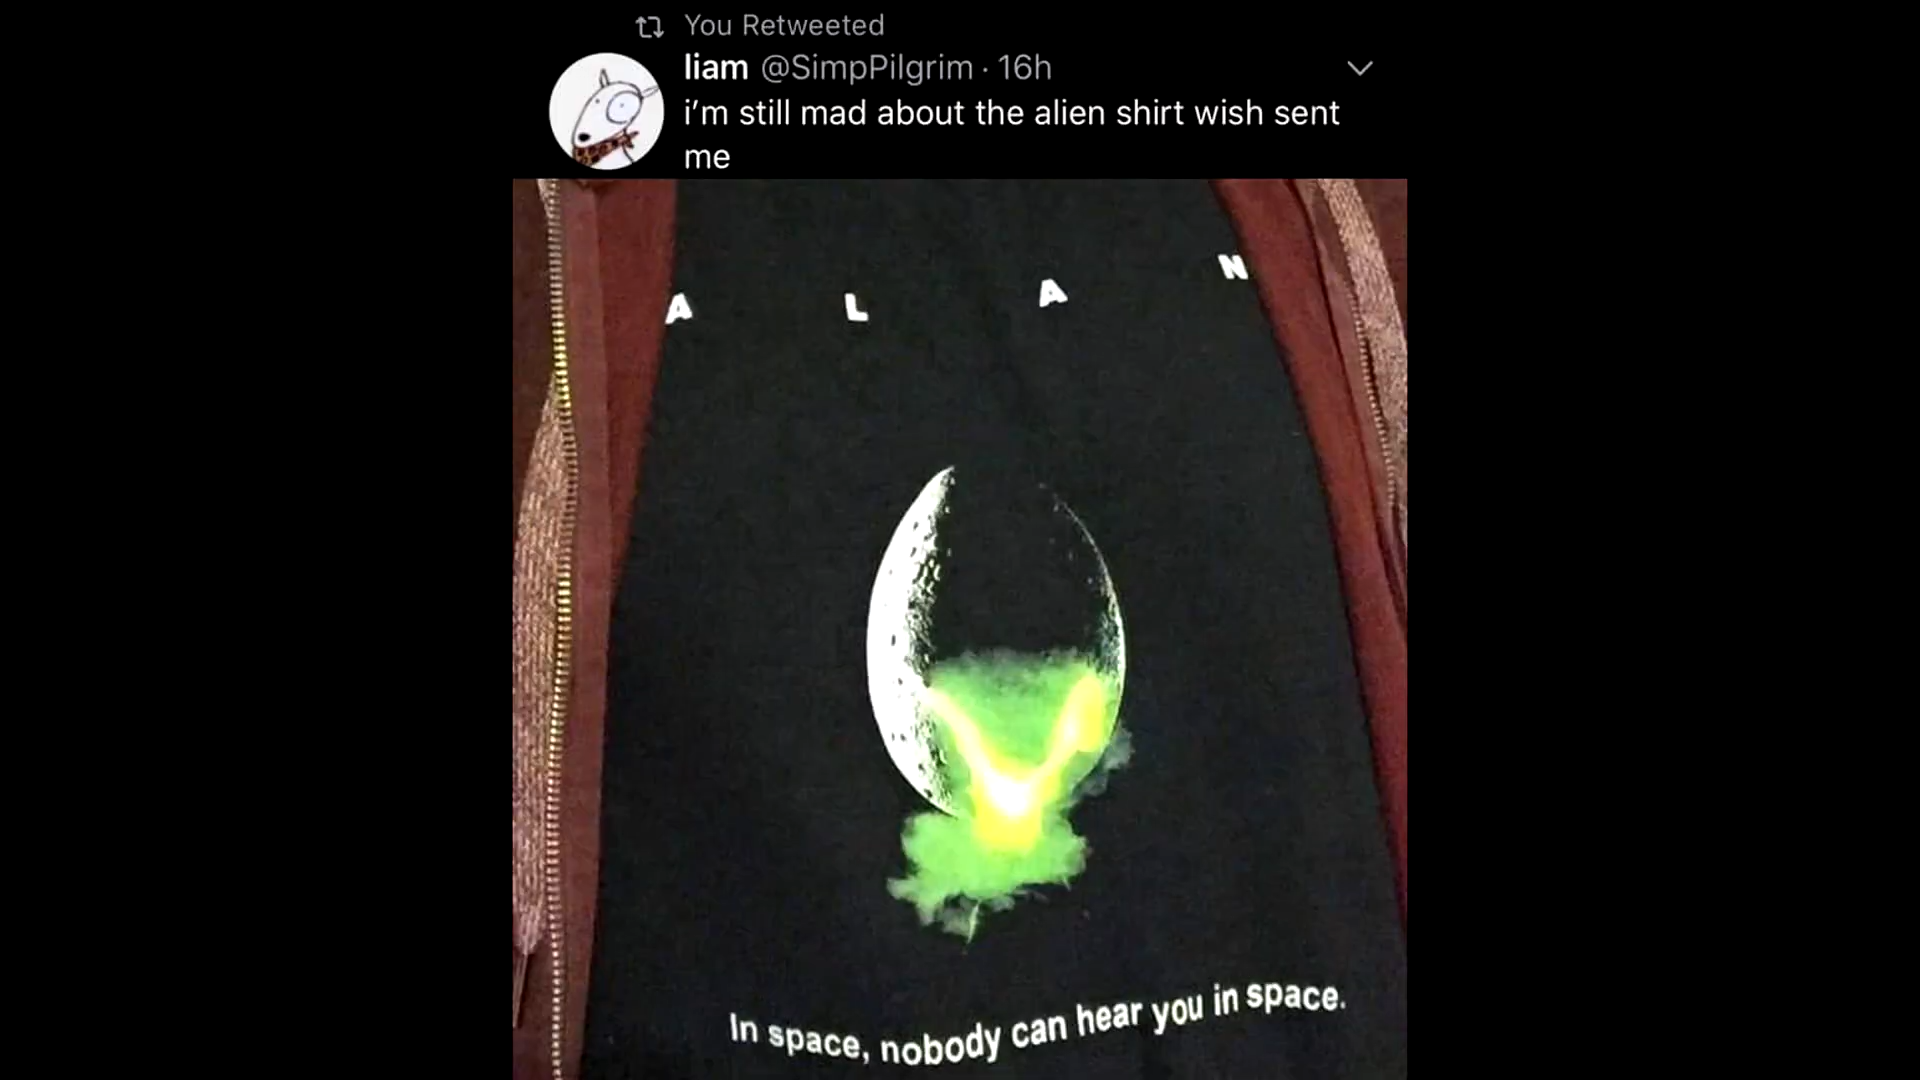 You Retweeted
liam @SimpPilgrim · 16h
i'm still mad about the alien shirt wish sent
me
A L A N
In space, nobody can hear you in space.